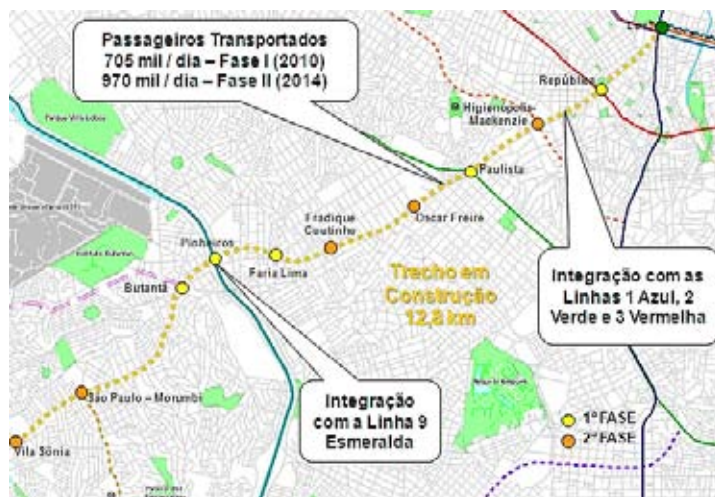 Passageiros Transportados
705 mil / dia – Fase I (2010)
970 mil / dia – Fase II (2014)
República
Higienopolis-
Mackenzie
Paulista
Oscar Freire
Fradique
Coutinho
Pinheiros
Faria Lima
Butantã
Trecho em
Construção
12,8 km
Integração com as
Linhas 1 Azul, 2
Verde e 3 Vermelha
Integração
com a Linha 9
Esmeralda
São Paulo – Morumbi
Vila Sônia
1ª FASE
2ª FASE